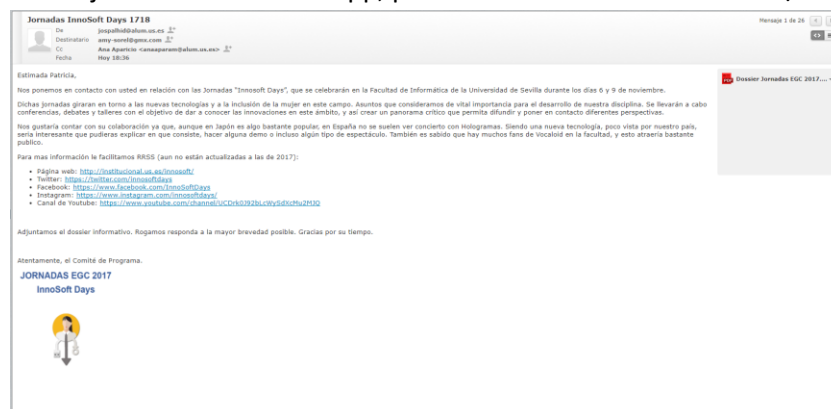 Jornadas InnoSoft Days 1718
Mensaje 1 de 26
De jospalhid@alum.us.es
Destinatario amy-sorel@gmx.com
Cc Ana Aparicio <anaaparam@alum.us.es>
Fecha Hoy 18:36
Dossier Jornadas EGC 2017....
Estimada Patricia,
Nos ponemos en contacto con usted en relación con las Jornadas "Innosoft Days", que se celebrarán en la Facultad de Informática de la Universidad de Sevilla durante los días 6 y 9 de noviembre.
Dichas jornadas giraran en torno a las nuevas tecnologías y a la inclusión de la mujer en este campo. Asuntos que consideramos de vital importancia para el desarrollo de nuestra disciplina. Se llevarán a cabo
conferencias, debates y talleres con el objetivo de dar a conocer las innovaciones en este ámbito, y así crear un panorama crítico que permita difundir y poner en contacto diferentes perspectivas.
Nos gustaría contar con su colaboración ya que, aunque en Japón es algo bastante popular, en España no se suelen ver concierto con Hologramas. Siendo una nueva tecnología, poco vista por nuestro país,
seria interesante que pudieras explicar en que consiste, hacer alguna demo o incluso algún tipo de espectáculo. También es sabido que hay muchos fans de Vocaloid en la facultad, y esto atraería bastante
publico.
Para mas información le facilitamos RRSS (aun no están actualizadas a las de 2017):
• Página web: http://institucional.us.es/innosoft/
• Twitter: https://twitter.com/innosoftdays
• Facebook: https://www.facebook.com/InnoSoftDays
• Instagram: https://www.instagram.com/innosoftdays/
• Canal de Youtube:
Adjuntamos el dossier informativo. Rogamos responda a la mayor brevedad posible. Gracias por su tiempo.
Atentamente, el Comité de Programa.
JORNADAS EGC 2017
InnoSoft Days